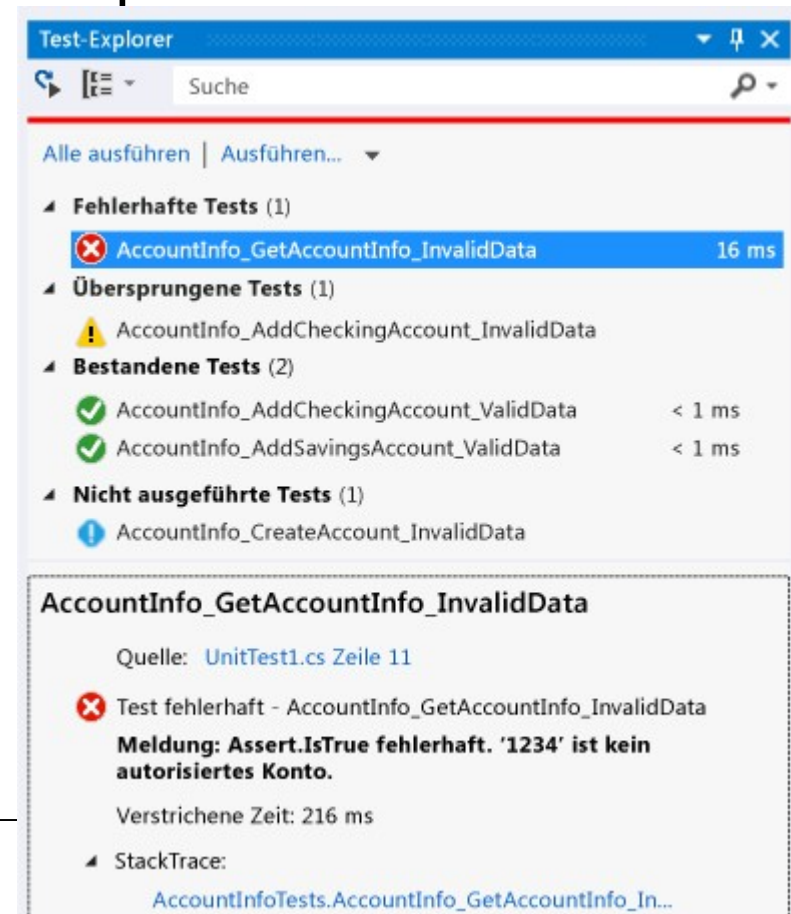 Test-Explorer
Suche
Alle ausführen | Ausführen...
Fehlerhafte Tests (1)
AccountInfo_GetAccountInfo_InvalidData 16 ms
Übersprungene Tests (1)
AccountInfo_AddCheckingAccount_InvalidData
Bestandene Tests (2)
AccountInfo_AddCheckingAccount_ValidData < 1 ms
AccountInfo_AddSavingsAccount_ValidData < 1 ms
Nicht ausgeführte Tests (1)
AccountInfo_CreateAccount_InvalidData
AccountInfo_GetAccountInfo_InvalidData
Quelle: UnitTest1.cs Zeile 11
Test fehlerhaft - AccountInfo_GetAccountInfo_InvalidData
Meldung: Assert.IsTrue fehlerhaft. '1234' ist kein
autorisiertes Konto.
Verstrichene Zeit: 216 ms
StackTrace:
AccountInfoTests.AccountInfo_GetAccountInfo_In...